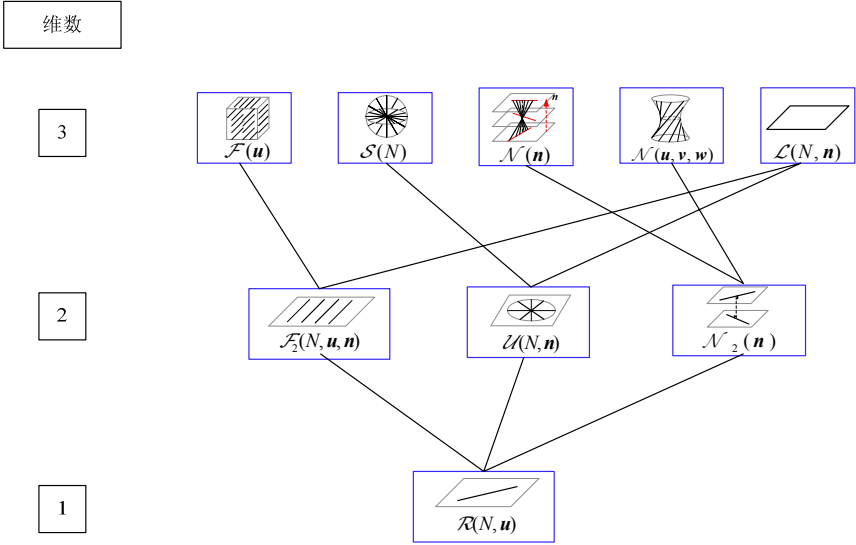 维数
3
n
𝓕(u)
𝓢(N)
𝓝(n)
𝓝(u, v, w)
𝓛(N, n)
2
𝓕₂(N, u, n)
𝓤(N, n)
𝓝 ₂ (n)
1
𝓡(N, u)